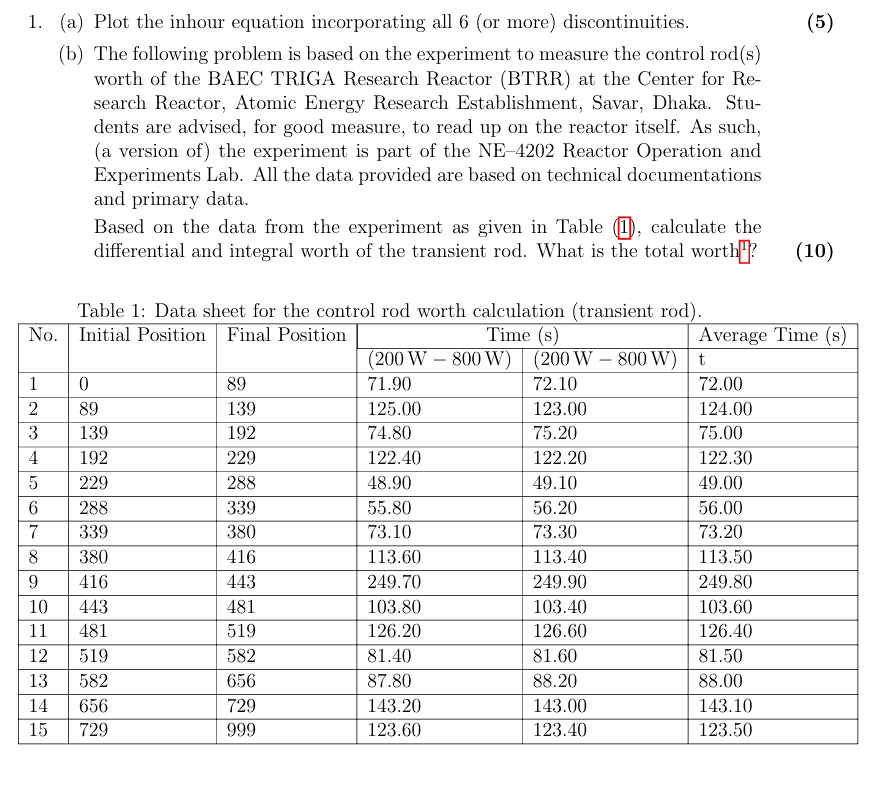 1. (a) Plot the inhour equation incorporating all 6 (or more) discontinuities. (5)
(b) The following problem is based on the experiment to measure the control rod(s)
worth of the BAEC TRIGA Research Reactor (BTRR) at the Center for Re-
search Reactor, Atomic Energy Research Establishment, Savar, Dhaka. Stu-
dents are advised, for good measure, to read up on the reactor itself. As such,
(a version of) the experiment is part of the NE–4202 Reactor Operation and
Experiments Lab. All the data provided are based on technical documentations
and primary data.
Based on the data from the experiment as given in Table (1), calculate the
differential and integral worth of the transient rod. What is the total worth¹? (10)
Table 1: Data sheet for the control rod worth calculation (transient rod).
No. Initial Position Final Position Time (s) Average Time (s)
(200 W – 800 W) (200 W – 800 W) t
1 0 89 71.90 72.10 72.00
2 89 139 125.00 123.00 124.00
3 139 192 74.80 75.20 75.00
4 192 229 122.40 122.20 122.30
5 229 288 48.90 49.10 49.00
6 288 339 55.80 56.20 56.00
7 339 380 73.10 73.30 73.20
8 380 416 113.60 113.40 113.50
9 416 443 249.70 249.90 249.80
10 443 481 103.80 103.40 103.60
11 481 519 126.20 126.60 126.40
12 519 582 81.40 81.60 81.50
13 582 656 87.80 88.20 88.00
14 656 729 143.20 143.00 143.10
15 729 999 123.60 123.40 123.50